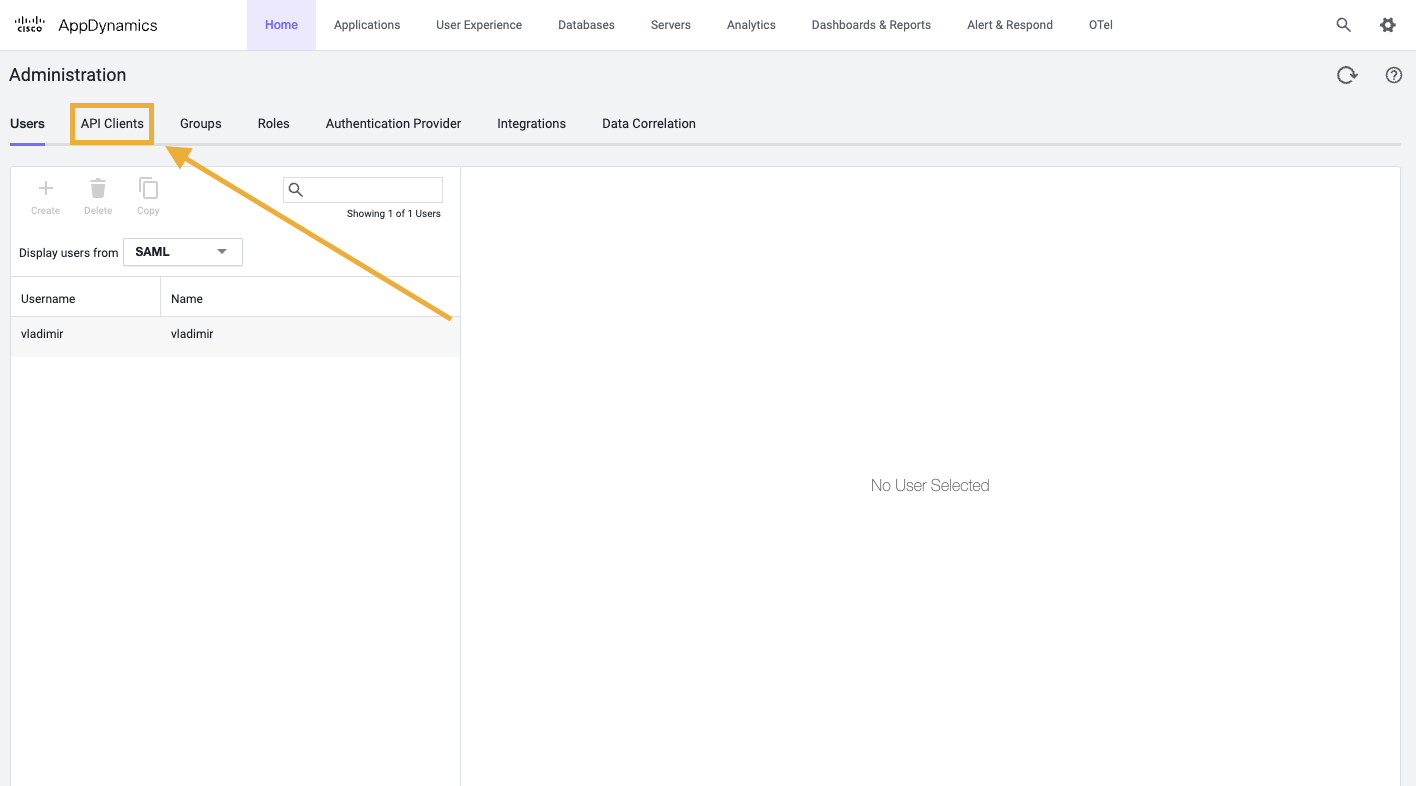 CISCO AppDynamics
Home Applications User Experience Databases Servers Analytics Dashboards & Reports Alert & Respond OTel
Administration
Users API Clients Groups Roles Authentication Provider Integrations Data Correlation
Create Delete Copy
Showing 1 of 1 Users
Display users from SAML
Username Name
vladimir vladimir
No User Selected